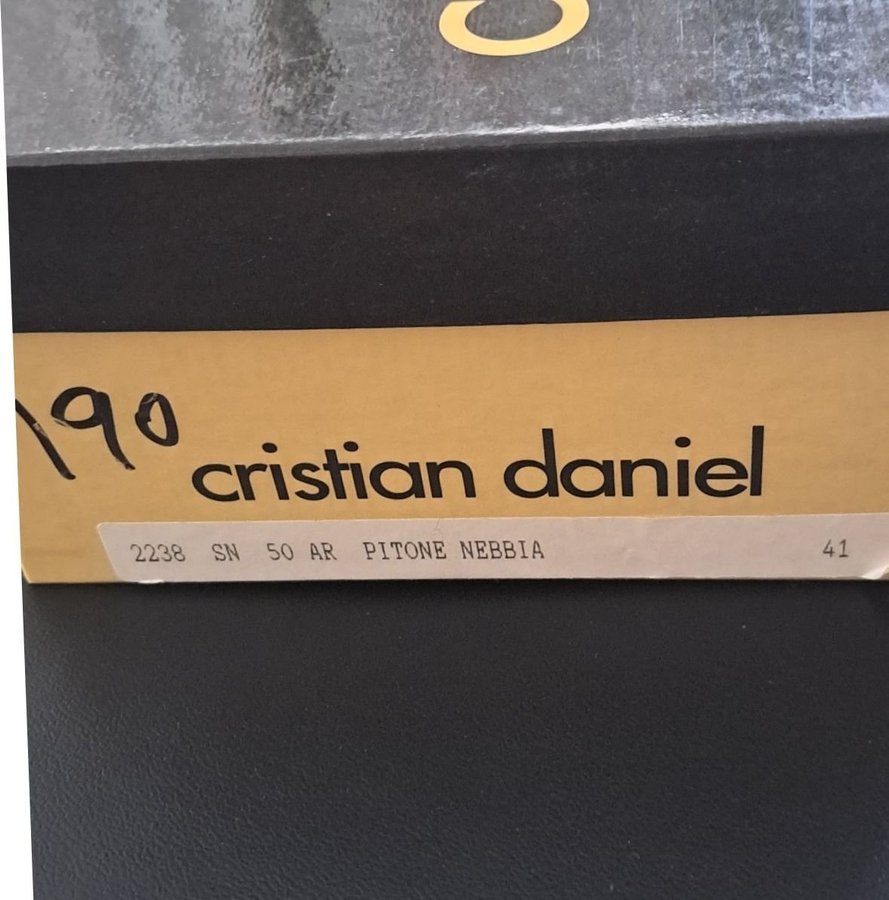 190
cristian daniel
2238 SN 50 AR PITONE NEBBIA 41